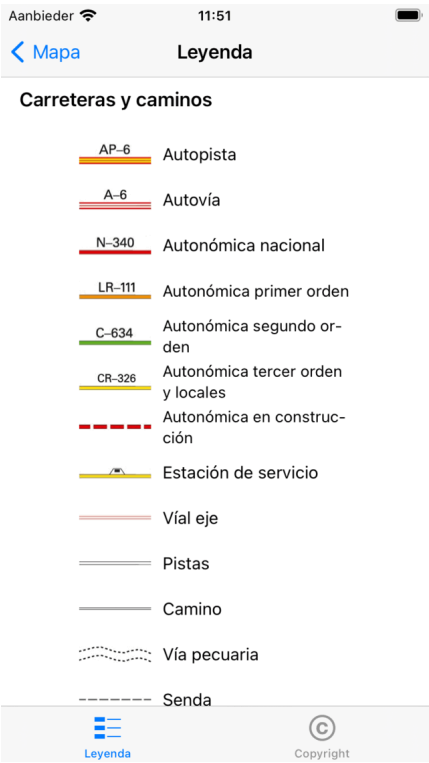 Aanbieder 11:51
Mapa Leyenda
Carreteras y caminos
AP–6 Autopista
A–6 Autovía
N–340 Autonómica nacional
LR–111 Autonómica primer orden
C–634 Autonómica segundo or-
den
CR–326 Autonómica tercer orden
y locales
Autonómica en construc-
ción
Estación de servicio
Víal eje
Pistas
Camino
Vía pecuaria
Senda
Leyenda Copyright